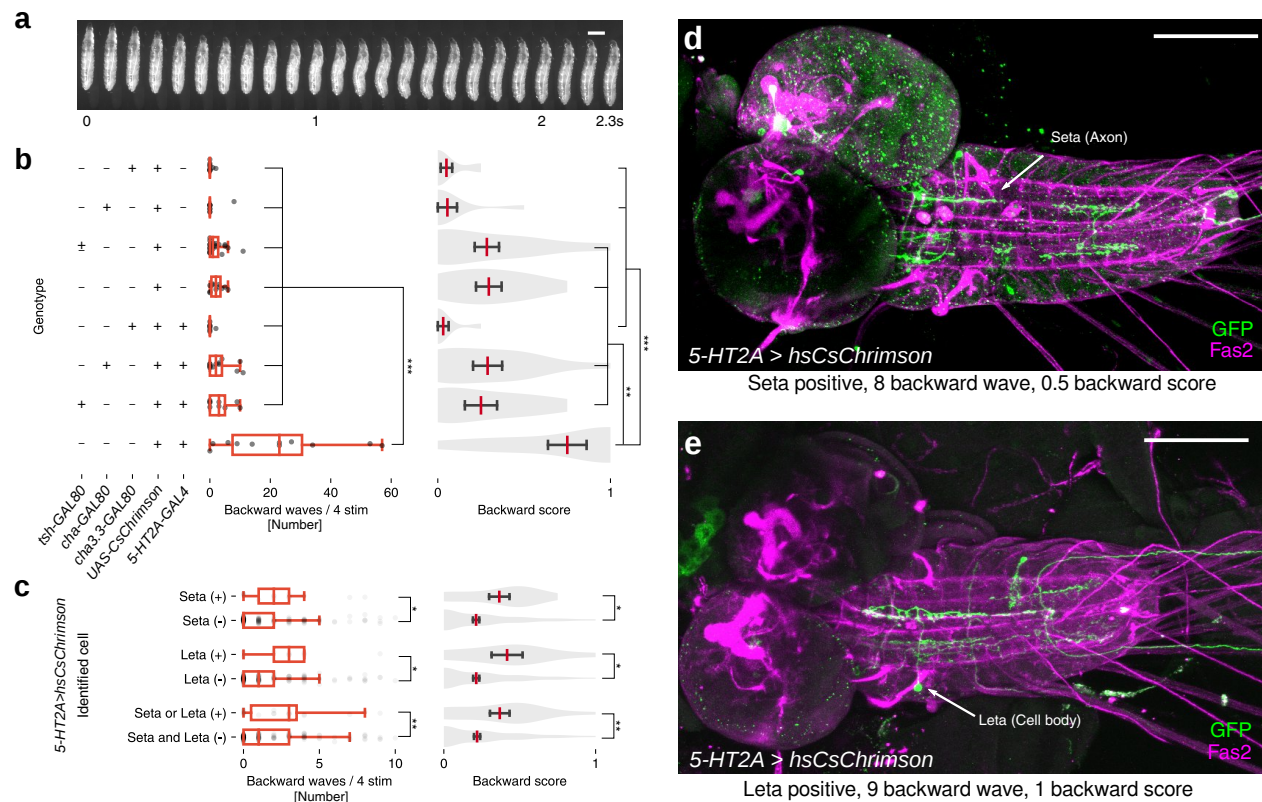 a
0 1 2 2.3s
b
Genotype
– – + + –
– + – + –
± – – + –
– – – + –
– – + + +
– + – + +
+ – – + +
– – – + +
tsh-GAL80
cha-GAL80
cha3.3-GAL80
UAS-CsChrimson
5-HT2A-GAL4
***
0 20 40 60
Backward waves / 4 stim
[Number]
***
**
0 1
Backward score
c
5-HT2A>hsCsChrimson
Identified cell
Seta (+)
Seta (-)
Leta (+)
Leta (-)
Seta or Leta (+)
Seta and Leta (-)
*
*
**
0 5 10
Backward waves / 4 stim
[Number]
*
*
**
0 1
Backward score
d
Seta (Axon)
GFP
Fas2
5-HT2A > hsCsChrimson
Seta positive, 8 backward wave, 0.5 backward score
e
Leta (Cell body)
GFP
Fas2
5-HT2A > hsCsChrimson
Leta positive, 9 backward wave, 1 backward score